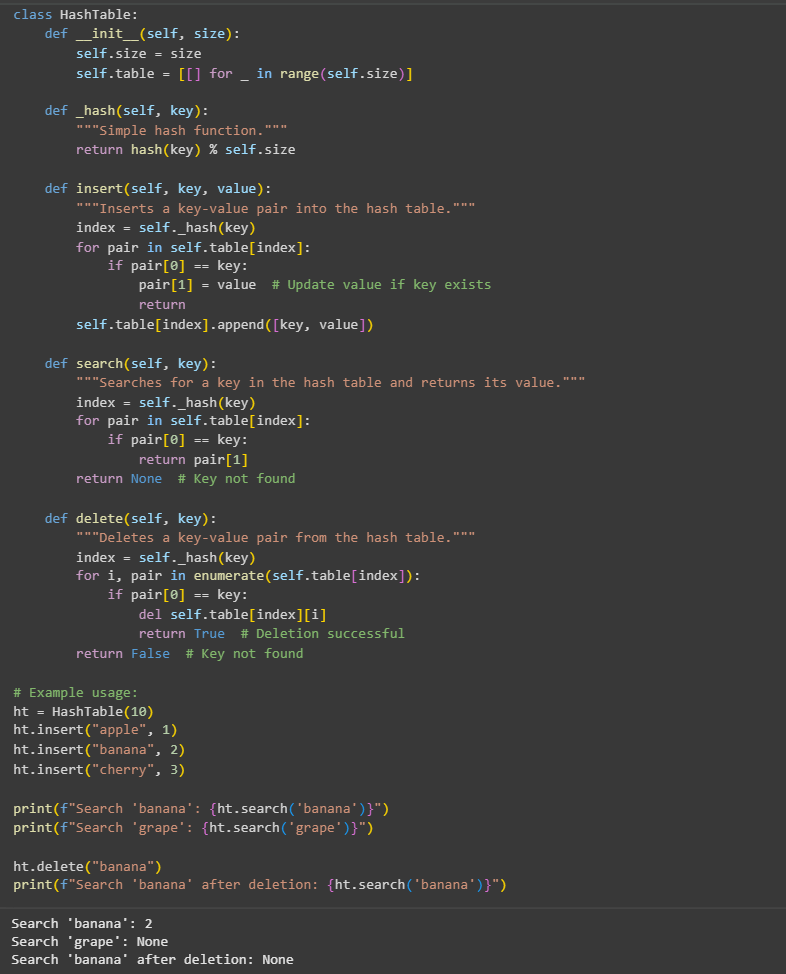 class HashTable:
    def __init__(self, size):
        self.size = size
        self.table = [[] for _ in range(self.size)]

    def _hash(self, key):
        """Simple hash function."""
        return hash(key) % self.size

    def insert(self, key, value):
        """Inserts a key-value pair into the hash table."""
        index = self._hash(key)
        for pair in self.table[index]:
            if pair[0] == key:
                pair[1] = value  # Update value if key exists
                return
        self.table[index].append([key, value])

    def search(self, key):
        """Searches for a key in the hash table and returns its value."""
        index = self._hash(key)
        for pair in self.table[index]:
            if pair[0] == key:
                return pair[1]
        return None  # Key not found

    def delete(self, key):
        """Deletes a key-value pair from the hash table."""
        index = self._hash(key)
        for i, pair in enumerate(self.table[index]):
            if pair[0] == key:
                del self.table[index][i]
                return True  # Deletion successful
        return False  # Key not found

# Example usage:
ht = HashTable(10)
ht.insert("apple", 1)
ht.insert("banana", 2)
ht.insert("cherry", 3)

print(f"Search 'banana': {ht.search('banana')}")
print(f"Search 'grape': {ht.search('grape')}")

ht.delete("banana")
print(f"Search 'banana' after deletion: {ht.search('banana')}")

Search 'banana': 2
Search 'grape': None
Search 'banana' after deletion: None